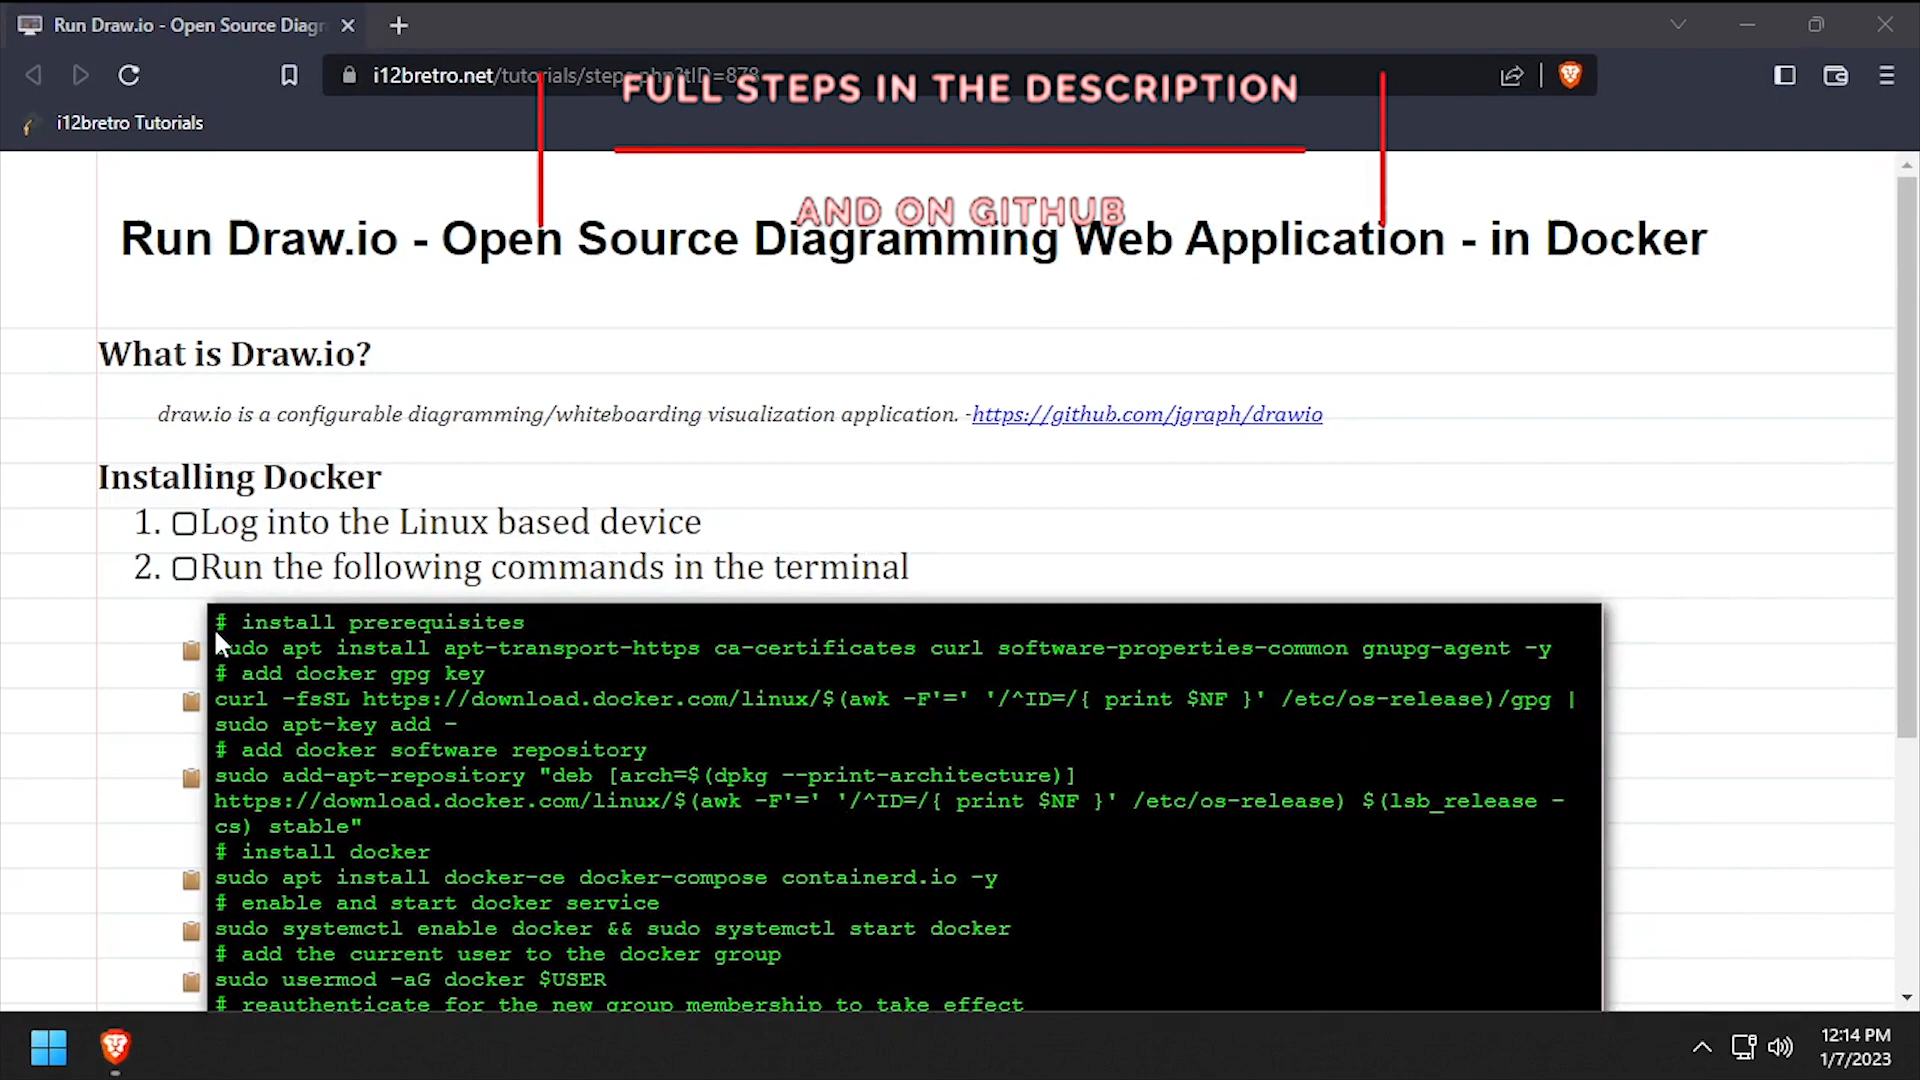 Run Draw.io - Open Source Diagr
i12bretro.net/tutorials/steps.php?tID=878
FULL STEPS IN THE DESCRIPTION
i12bretro Tutorials
AND ON GITHUB
Run Draw.io - Open Source Diagramming Web Application - in Docker
What is Draw.io?
draw.io is a configurable diagramming/whiteboarding visualization application. -https://github.com/jgraph/drawio
Installing Docker
1. Log into the Linux based device
2. Run the following commands in the terminal
# install prerequisites
sudo apt install apt-transport-https ca-certificates curl software-properties-common gnupg-agent -y
# add docker gpg key
curl -fsSL https://download.docker.com/linux/$(awk -F'=' '/^ID=/{ print $NF }' /etc/os-release)/gpg |
sudo apt-key add -
# add docker software repository
sudo add-apt-repository "deb [arch=$(dpkg --print-architecture)]
https://download.docker.com/linux/$(awk -F'=' '/^ID=/{ print $NF }' /etc/os-release) $(lsb_release -
cs) stable"
# install docker
sudo apt install docker-ce docker-compose containerd.io -y
# enable and start docker service
sudo systemctl enable docker && sudo systemctl start docker
# add the current user to the docker group
sudo usermod -aG docker $USER
# reauthenticate for the new group membership to take effect
12:14 PM
1/7/2023